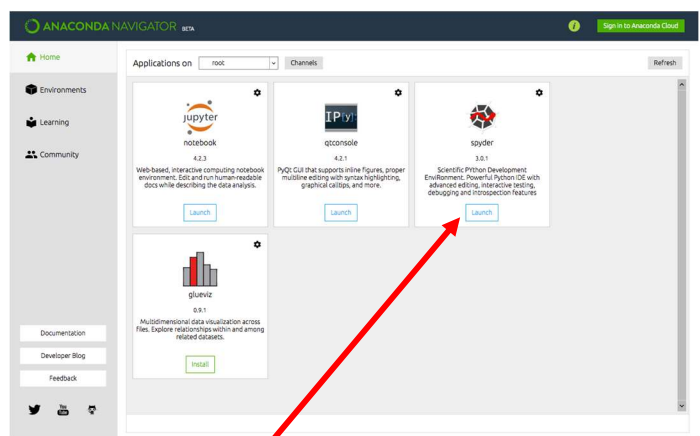 ANACONDA NAVIGATOR BETA
i
Sign in to Anaconda Cloud
Home
Environments
Learning
Community
Documentation
Developer Blog
Feedback
You
Tube
Applications on root Channels Refresh
jupyter
notebook
4.2.3
Web-based, interactive computing notebook
environment. Edit and run human-readable
docs while describing the data analysis.
Launch
IP[y]:
qtconsole
4.2.1
PyQt GUI that supports inline figures, proper
multiline editing with syntax highlighting,
graphical calltips, and more.
Launch
spyder
3.0.1
Scientific PYthon Development
EnviRonment. Powerful Python IDE with
advanced editing, interactive testing,
debugging and introspection features
Launch
glueviz
0.9.1
Multidimensional data visualization across
files. Explore relationships within and among
related datasets.
Install